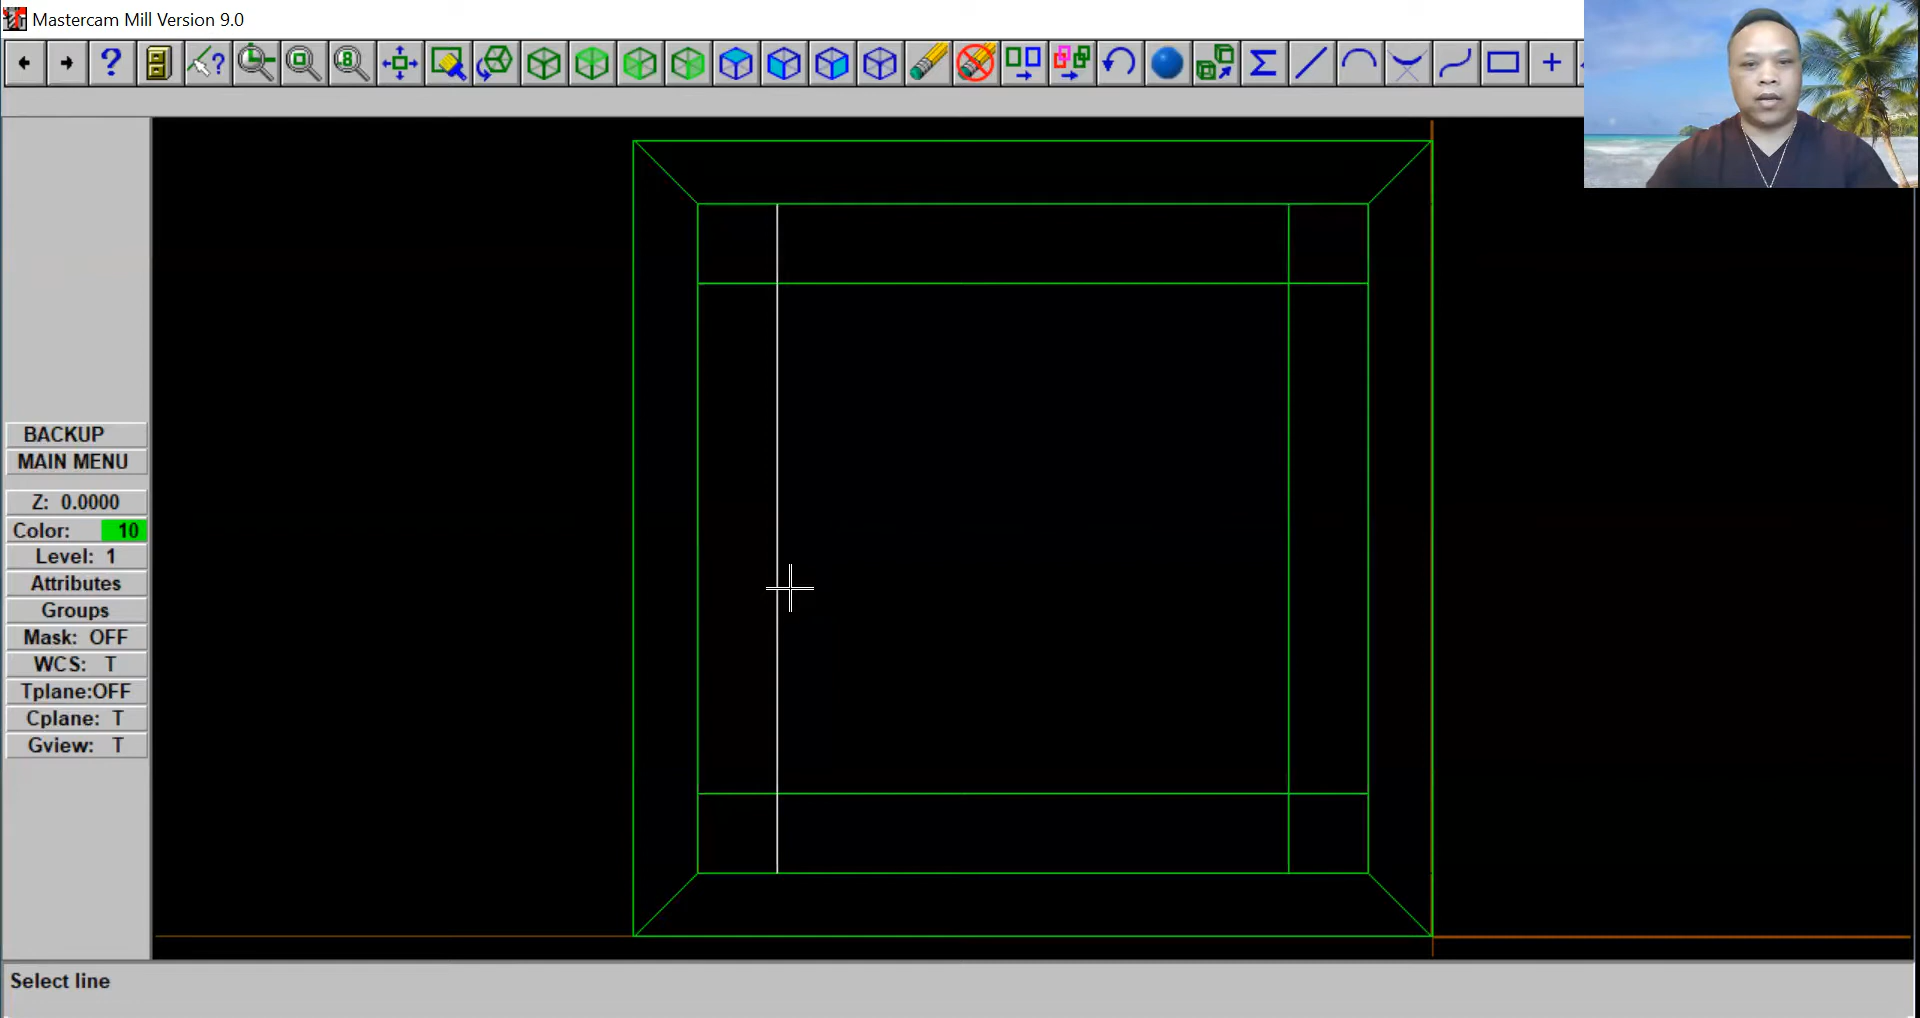 Mastercam Mill Version 9.0
BACKUP
MAIN MENU
Z: 0.0000
Color: 10
Level: 1
Attributes
Groups
Mask: OFF
WCS: T
Tplane:OFF
Cplane: T
Gview: T
Select line